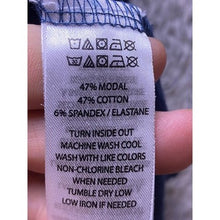 47% MODAL
47% COTTON
6% SPANDEX / ELASTANE
TURN INSIDE OUT
MACHINE WASH COOL
WASH WITH LIKE COLORS
NON-CHLORINE BLEACH
WHEN NEEDED
TUMBLE DRY LOW
LOW IRON IF NEEDED